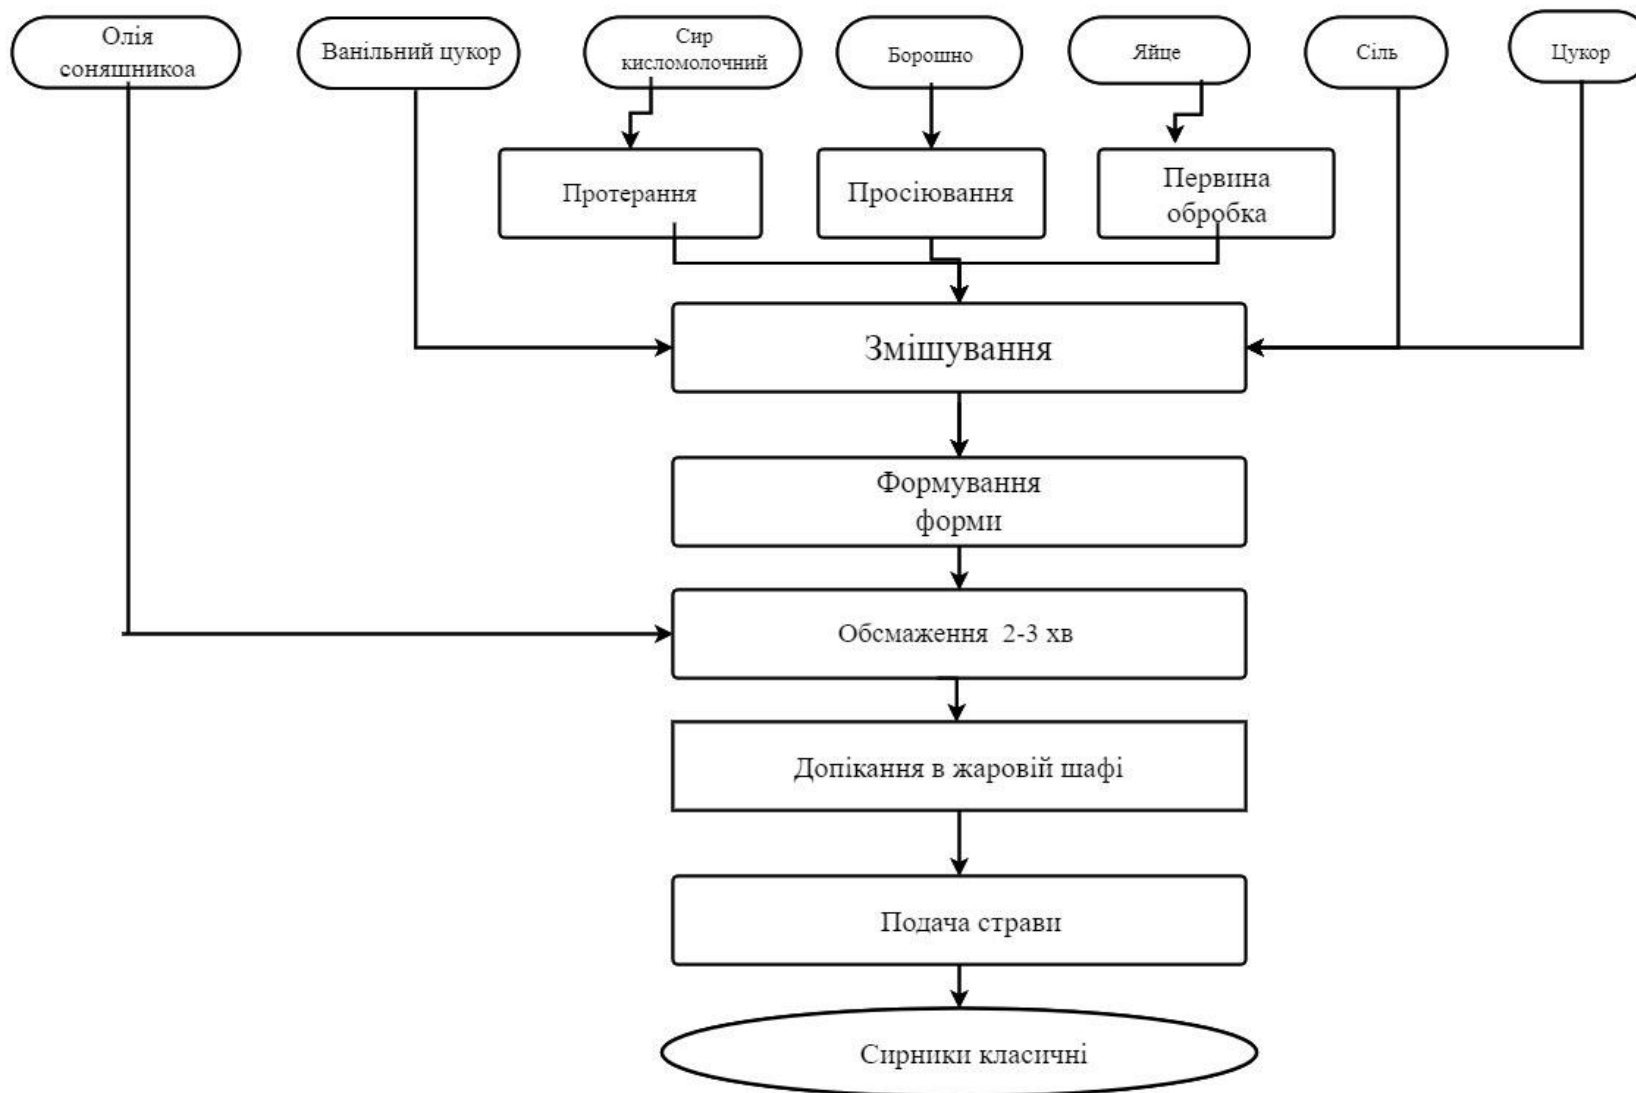 Олія
соняшникоа
Ванільний цукор
Сир
кисломолочний
Борошно
Яйце
Сіль
Цукор
Протерання
Просіювання
Первина
обробка
Змішування
Формування
форми
Обсмаження 2-3 хв
Допікання в жаровій шафі
Подача страви
Сирники класичні